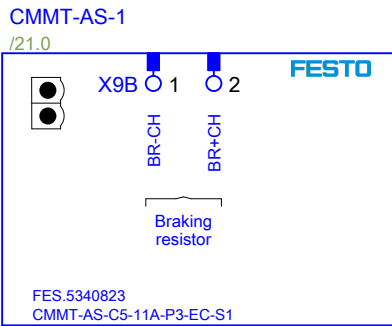 CMMT-AS-1
/21.0
FESTO
X9B 1 2
BR-CH
BR+CH
Braking
resistor
FES.5340823
CMMT-AS-C5-11A-P3-EC-S1